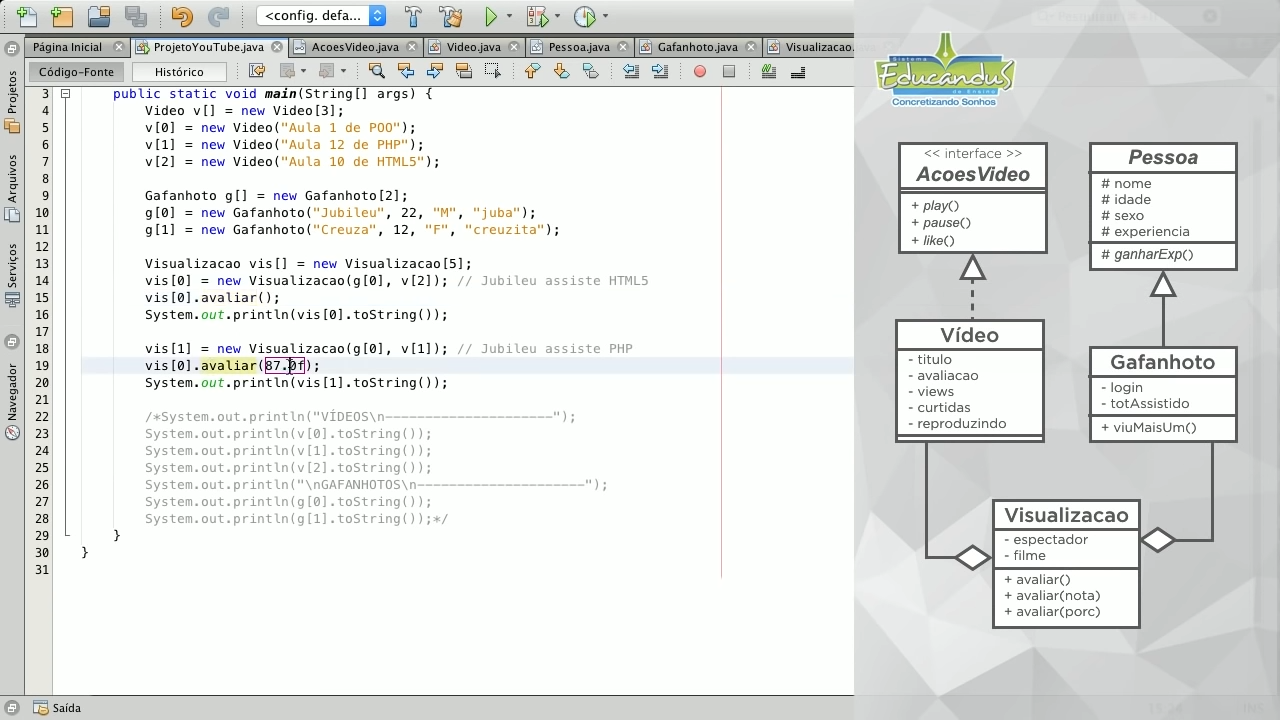 <config. defa...
Página Inicial
ProjetoYouTube.java
AcoesVideo.java
Video.java
Pessoa.java
Gafanhoto.java
Visualizacao.
Código-Fonte
Histórico
Projetos
Arquivos
Serviços
Navegador
3 public static void main(String[] args) {
4 Video v[] = new Video[3];
5 v[0] = new Video("Aula 1 de POO");
6 v[1] = new Video("Aula 12 de PHP");
7 v[2] = new Video("Aula 10 de HTML5");
8
9 Gafanhoto g[] = new Gafanhoto[2];
10 g[0] = new Gafanhoto("Jubileu", 22, "M", "juba");
11 g[1] = new Gafanhoto("Creuza", 12, "F", "creuzita");
12
13 Visualizacao vis[] = new Visualizacao[5];
14 vis[0] = new Visualizacao(g[0], v[2]); // Jubileu assiste HTML5
15 vis[0].avaliar();
16 System.out.println(vis[0].toString());
17
18 vis[1] = new Visualizacao(g[0], v[1]); // Jubileu assiste PHP
19 vis[0].avaliar(87.0f);
20 System.out.println(vis[1].toString());
21
22 /*System.out.println("VÍDEOS\n---------------------");
23 System.out.println(v[0].toString());
24 System.out.println(v[1].toString());
25 System.out.println(v[2].toString());
26 System.out.println("\nGAFANHOTOS\n---------------------");
27 System.out.println(g[0].toString());
28 System.out.println(g[1].toString());*/
29 }
30 }
31
Saída
Sistema
EducanduS
de Ensino
Concretizando Sonhos
<< interface >>
AcoesVideo
+ play()
+ pause()
+ like()
Pessoa
# nome
# idade
# sexo
# experiencia
# ganharExp()
Vídeo
- titulo
- avaliacao
- views
- curtidas
- reproduzindo
Gafanhoto
- login
- totAssistido
+ viuMaisUm()
Visualizacao
- espectador
- filme
+ avaliar()
+ avaliar(nota)
+ avaliar(porc)